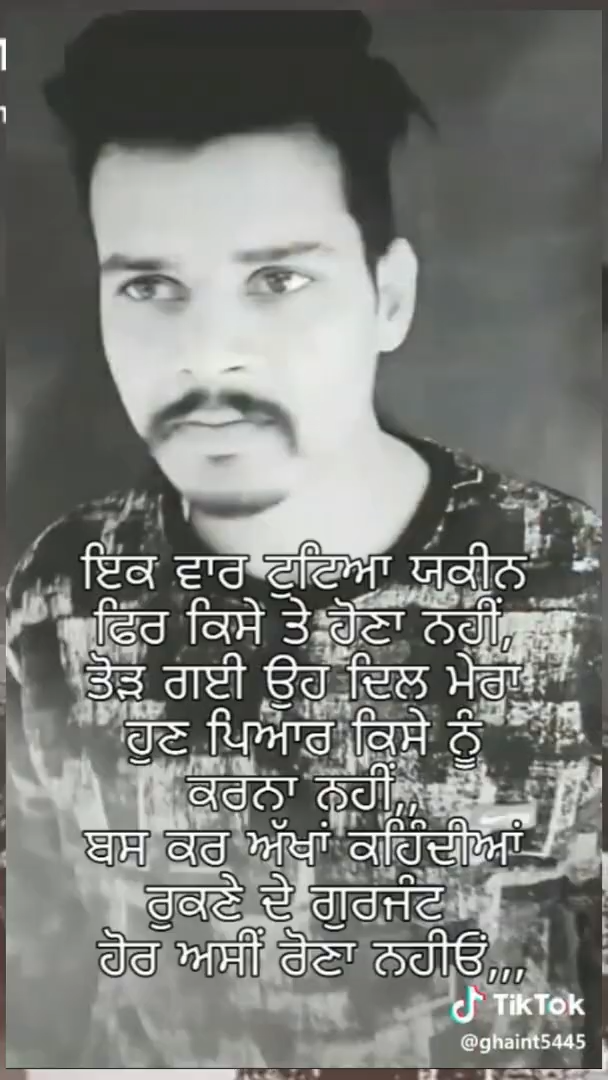 ਇਕ ਵਾਰ ਟੁਟਿਆ ਯਕੀਨ
ਫਿਰ ਕਿਸੇ ਤੇ ਹੋਣਾ ਨਹੀਂ,
ਤੋੜ ਗਈ ਉਹ ਦਿਲ ਮੇਰਾ
ਹੁਣ ਪਿਆਰ ਕਿਸੇ ਨੂੰ
ਕਰਨਾ ਨਹੀਂ,,
ਬਸ ਕਰ ਅੱਖਾਂ ਕਹਿੰਦੀਆਂ
ਰੁਕਣੇ ਦੇ ਗੁਰਜੰਟ
ਹੋਰ ਅਸੀਂ ਰੋਣਾ ਨਹੀਓਂ,,,
TikTok
@ghaint5445